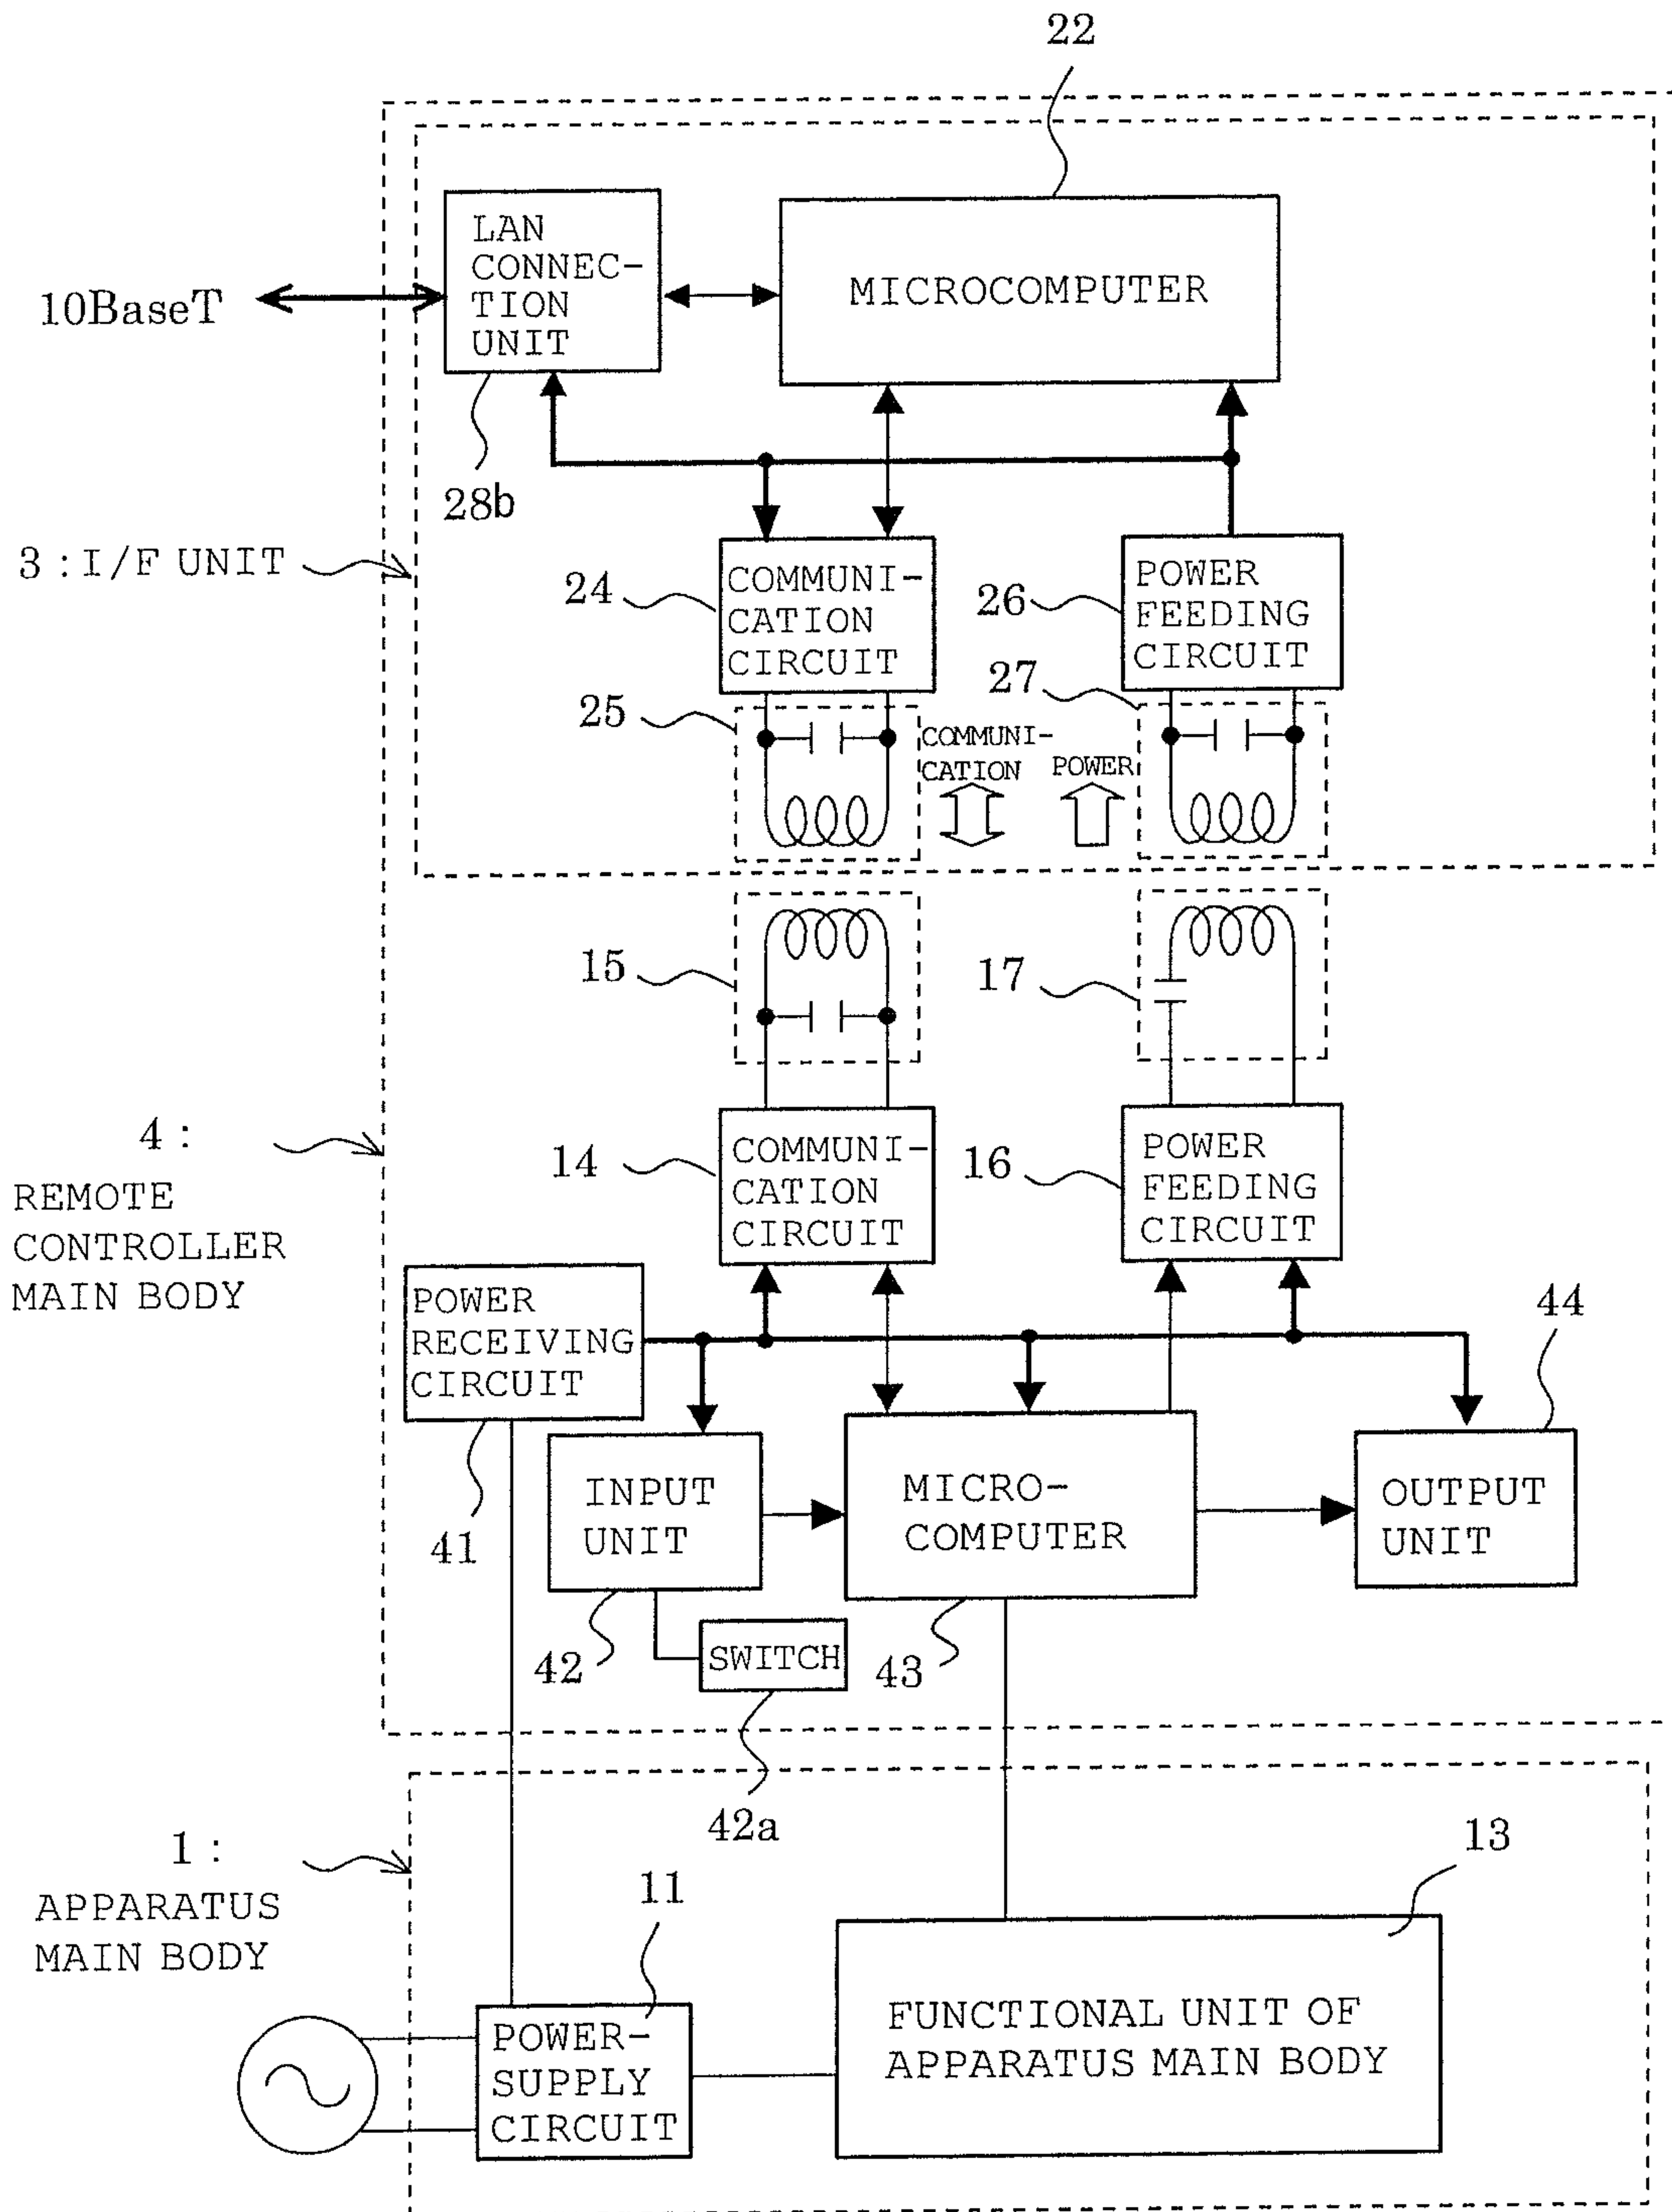 22
LAN
CONNEC-
TION
UNIT
MICROCOMPUTER
10BaseT
28b
3 : I/F UNIT
24
COMMUNI-
CATION
CIRCUIT
26
POWER
FEEDING
CIRCUIT
25
COMMUNI-
CATION
POWER
27
15
17
4 :
REMOTE
CONTROLLER
MAIN BODY
14
COMMUNI-
CATION
CIRCUIT
16
POWER
FEEDING
CIRCUIT
POWER
RECEIVING
CIRCUIT
44
41
INPUT
UNIT
MICRO-
COMPUTER
OUTPUT
UNIT
42
SWITCH
43
42a
1 :
APPARATUS
MAIN BODY
11
13
POWER-
SUPPLY
CIRCUIT
FUNCTIONAL UNIT OF
APPARATUS MAIN BODY